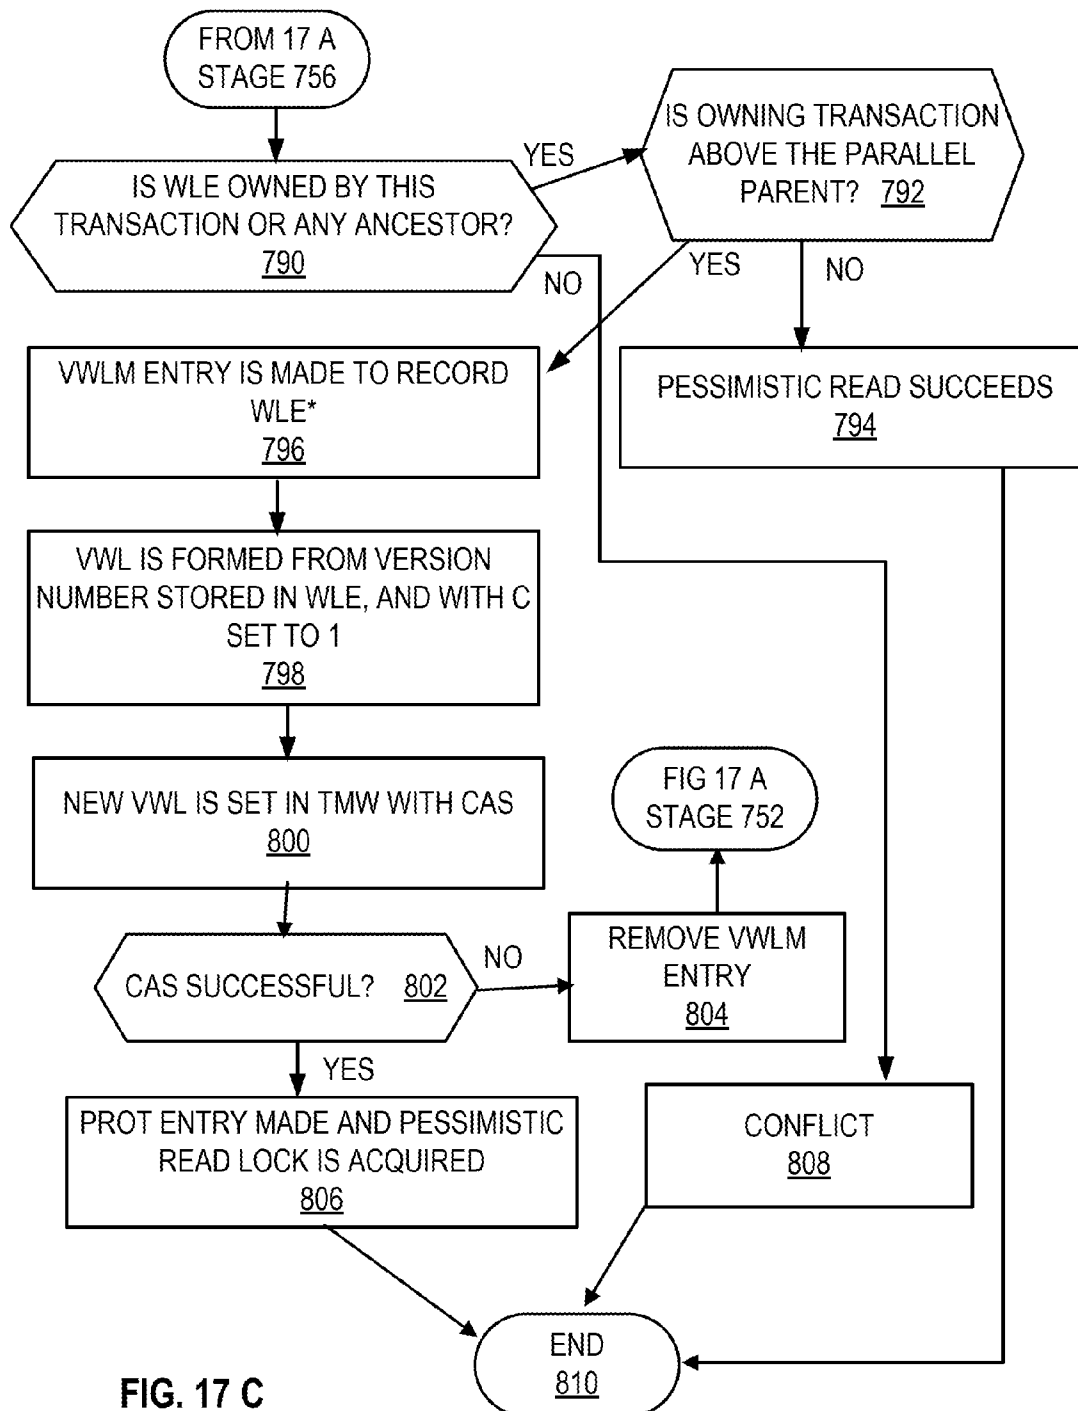 FROM 17 A
STAGE 756
IS WLE OWNED BY THIS
TRANSACTION OR ANY ANCESTOR?
790
YES
NO
IS OWNING TRANSACTION
ABOVE THE PARALLEL
PARENT? 792
YES
NO
VWLM ENTRY IS MADE TO RECORD
WLE*
796
PESSIMISTIC READ SUCCEEDS
794
VWL IS FORMED FROM VERSION
NUMBER STORED IN WLE, AND WITH C
SET TO 1
798
NEW VWL IS SET IN TMW WITH CAS
800
FIG 17 A
STAGE 752
CAS SUCCESSFUL? 802
NO
YES
REMOVE VWLM
ENTRY
804
PROT ENTRY MADE AND PESSIMISTIC
READ LOCK IS ACQUIRED
806
CONFLICT
808
END
810
FIG. 17 C